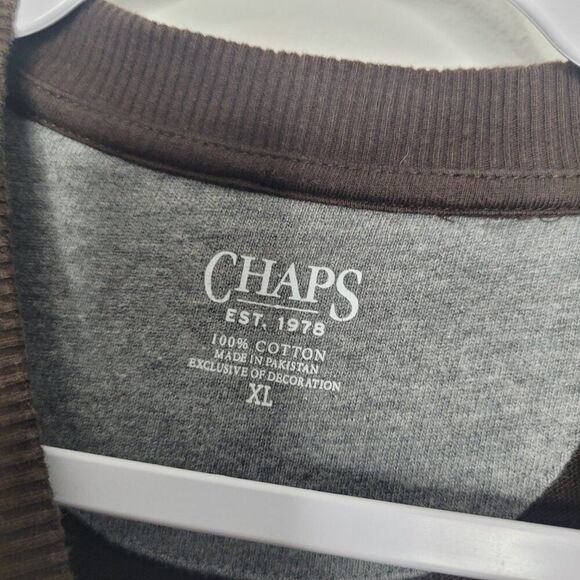 CHAPS
EST. 1978
100% COTTON
MADE IN PAKISTAN
EXCLUSIVE OF DECORATION
XL